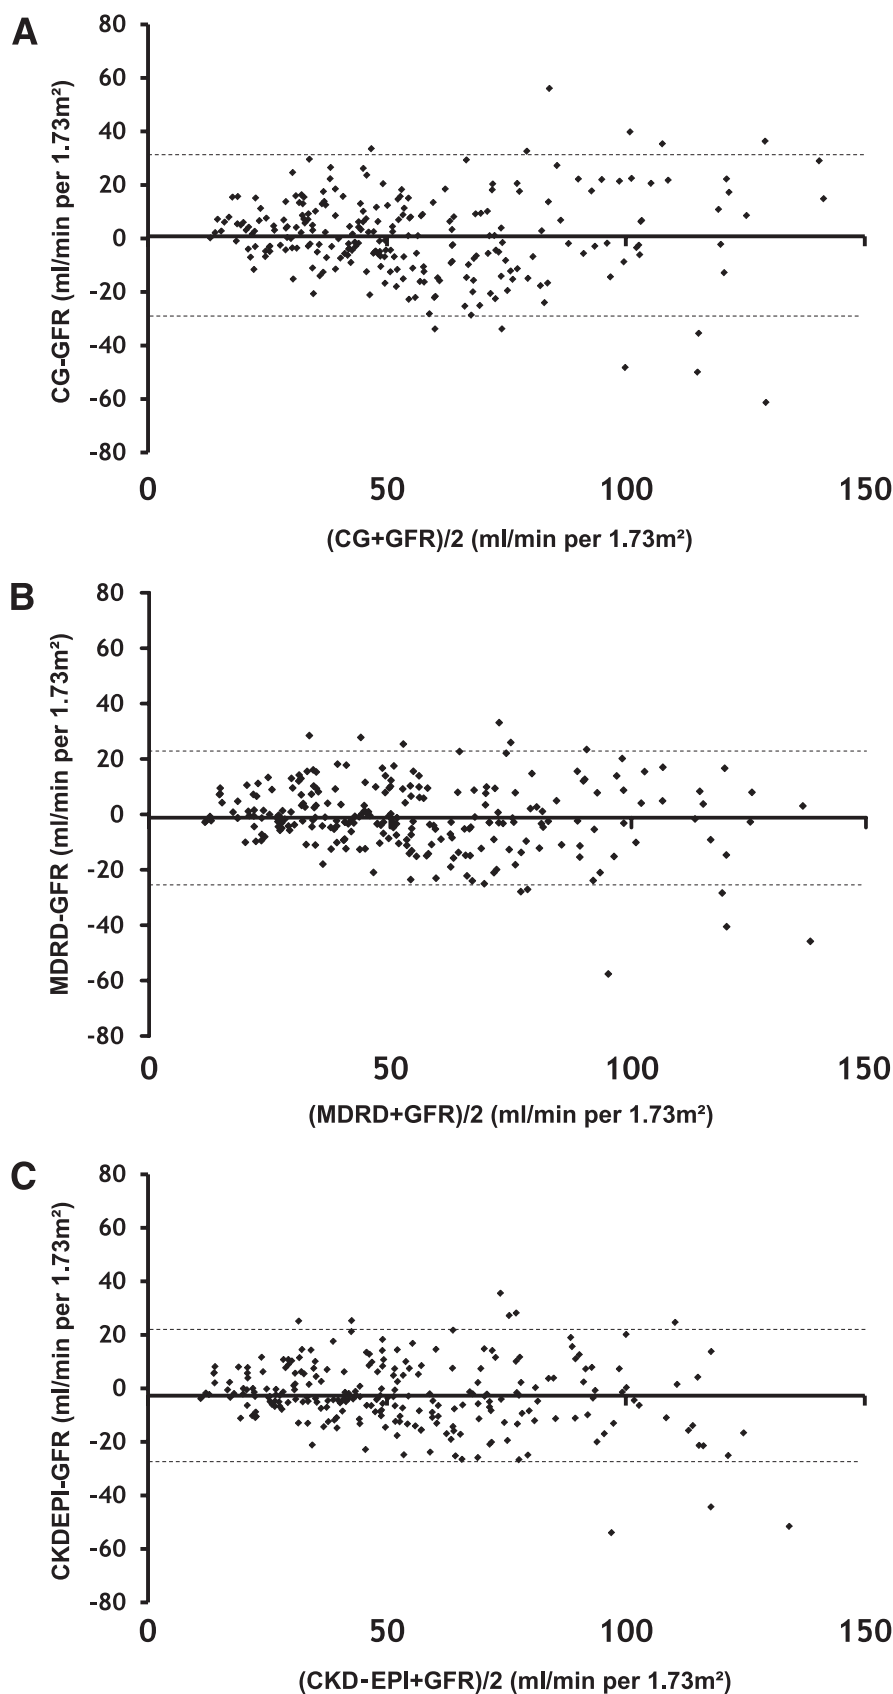 A
80
60
40
20
0
-20
-40
-60
-80
CG-GFR (ml/min per 1.73m²)
0 50 100 150
(CG+GFR)/2 (ml/min per 1.73m²)
B
80
60
40
20
0
-20
-40
-60
-80
MDRD-GFR (ml/min per 1.73m²)
0 50 100 150
(MDRD+GFR)/2 (ml/min per 1.73m²)
C
80
60
40
20
0
-20
-40
-60
-80
CKDEPI-GFR (ml/min per 1.73m²)
0 50 100 150
(CKD-EPI+GFR)/2 (ml/min per 1.73m²)